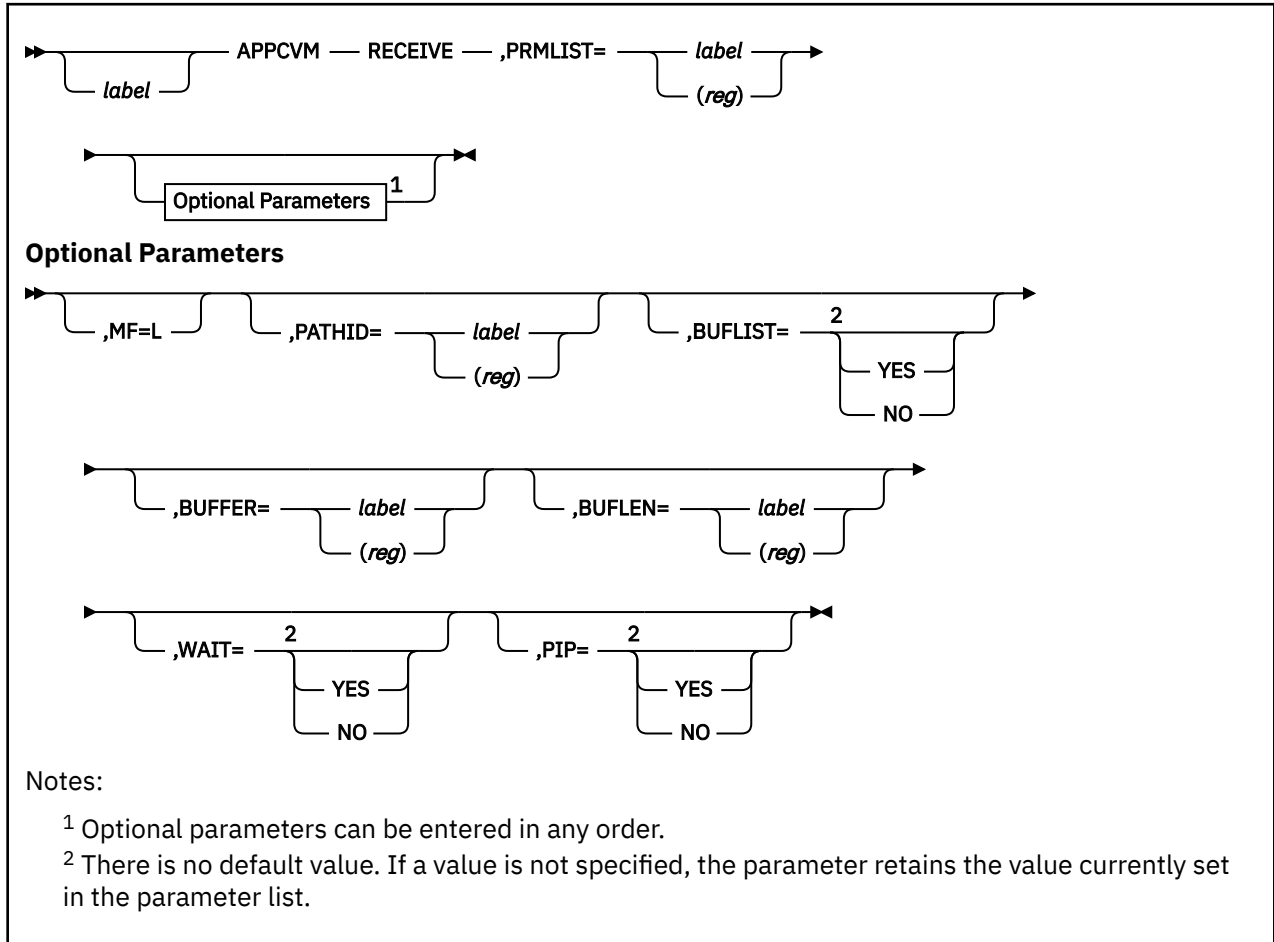 label APPCVM RECEIVE ,PRMLIST= label
(reg)
Optional Parameters 1
Optional Parameters
,MF=L ,PATHID= label ,BUFLIST= 2
(reg) YES
NO
,BUFFER= label ,BUFLEN= label
(reg) (reg)
,WAIT= 2 ,PIP= 2
YES YES
NO NO
Notes:
1 Optional parameters can be entered in any order.
2 There is no default value. If a value is not specified, the parameter retains the value currently set
in the parameter list.